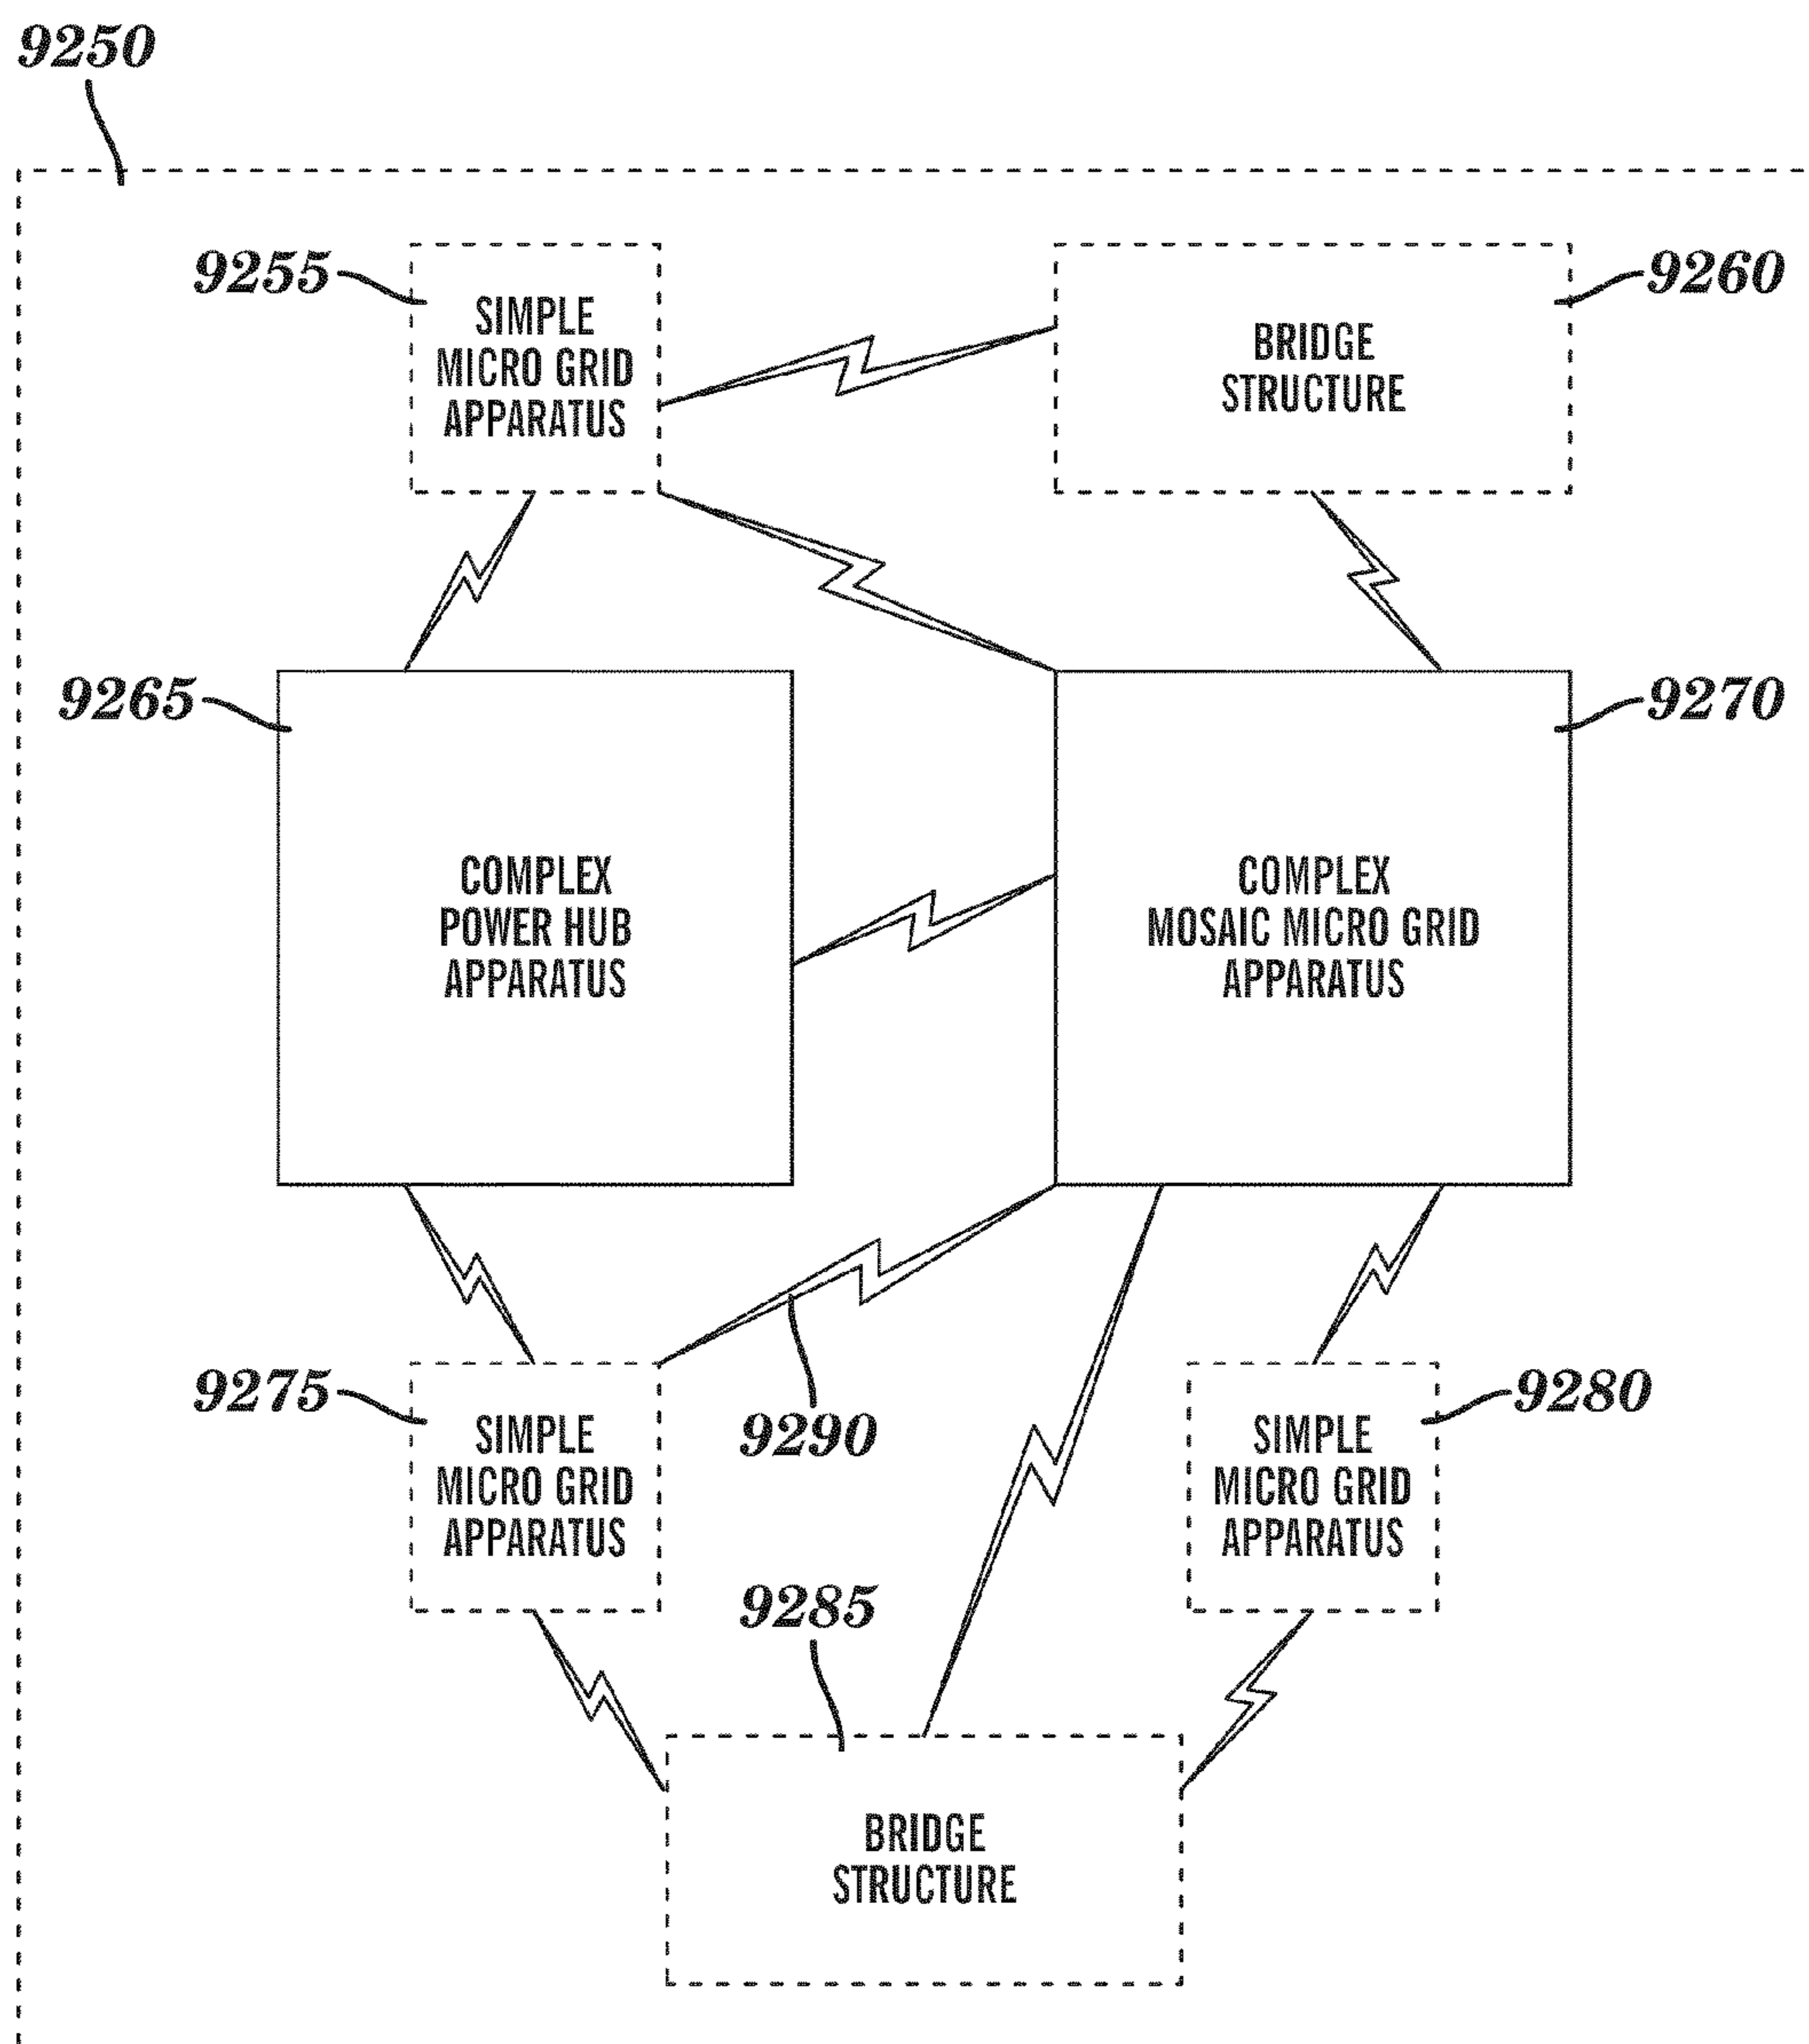 9250
9255
SIMPLE
MICRO GRID
APPARATUS
BRIDGE
STRUCTURE
9260
9265
COMPLEX
POWER HUB
APPARATUS
COMPLEX
MOSAIC MICRO GRID
APPARATUS
9270
9275
SIMPLE
MICRO GRID
APPARATUS
9290
SIMPLE
MICRO GRID
APPARATUS
9280
9285
BRIDGE
STRUCTURE